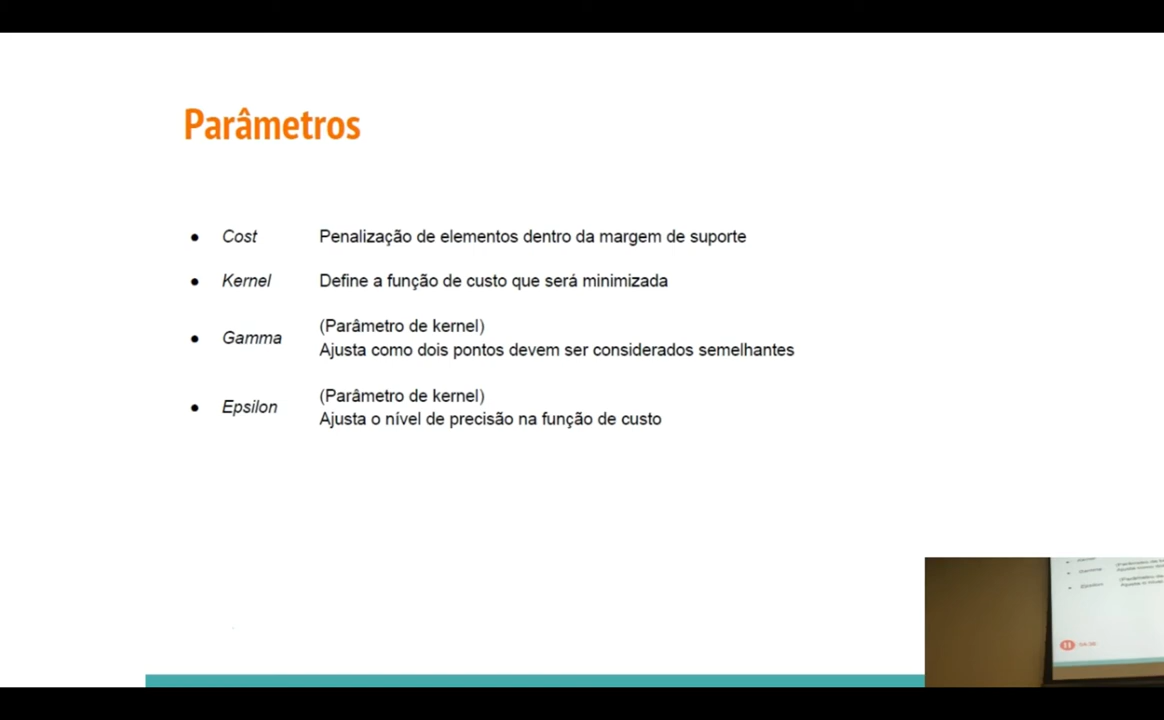 Parâmetros
● Cost Penalização de elementos dentro da margem de suporte
● Kernel Define a função de custo que será minimizada
● Gamma (Parâmetro de kernel)
Ajusta como dois pontos devem ser considerados semelhantes
● Epsilon (Parâmetro de kernel)
Ajusta o nível de precisão na função de custo
Gamma
Epsilon